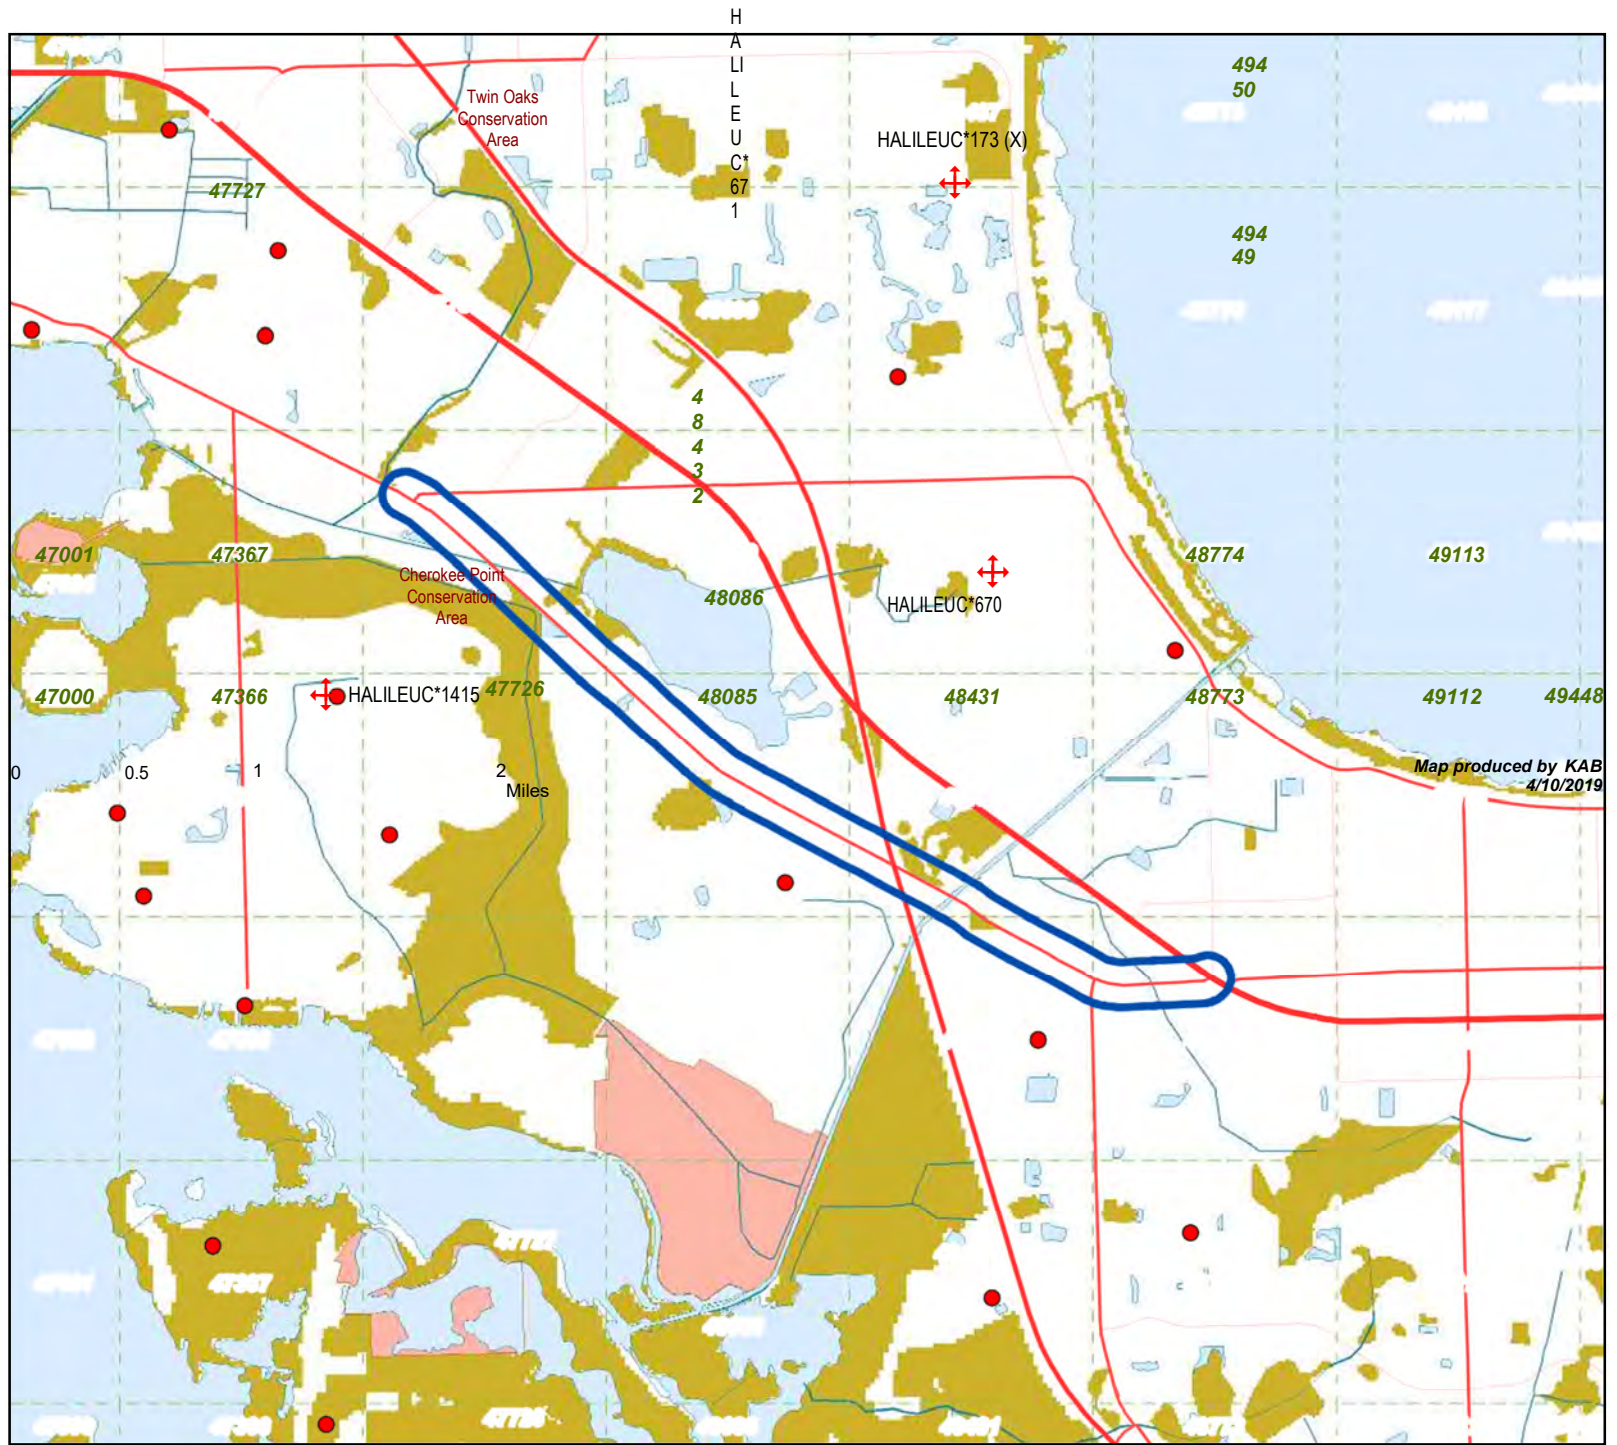 H
A
LI
L
E
U
C*
67
1
494
50
Twin Oaks
Conservation
Area
HALILEUC*173 (X)
47727
494
49
4
8
4
3
2
47001
47367
48774
49113
Cherokee Point
Conservation
Area
48086
HALILEUC*670
47000
47366
HALILEUC*1415
47726
48085
48431
48773
49112
49448
0
0.5
1
2
Miles
Map produced by KAB
4/10/2019